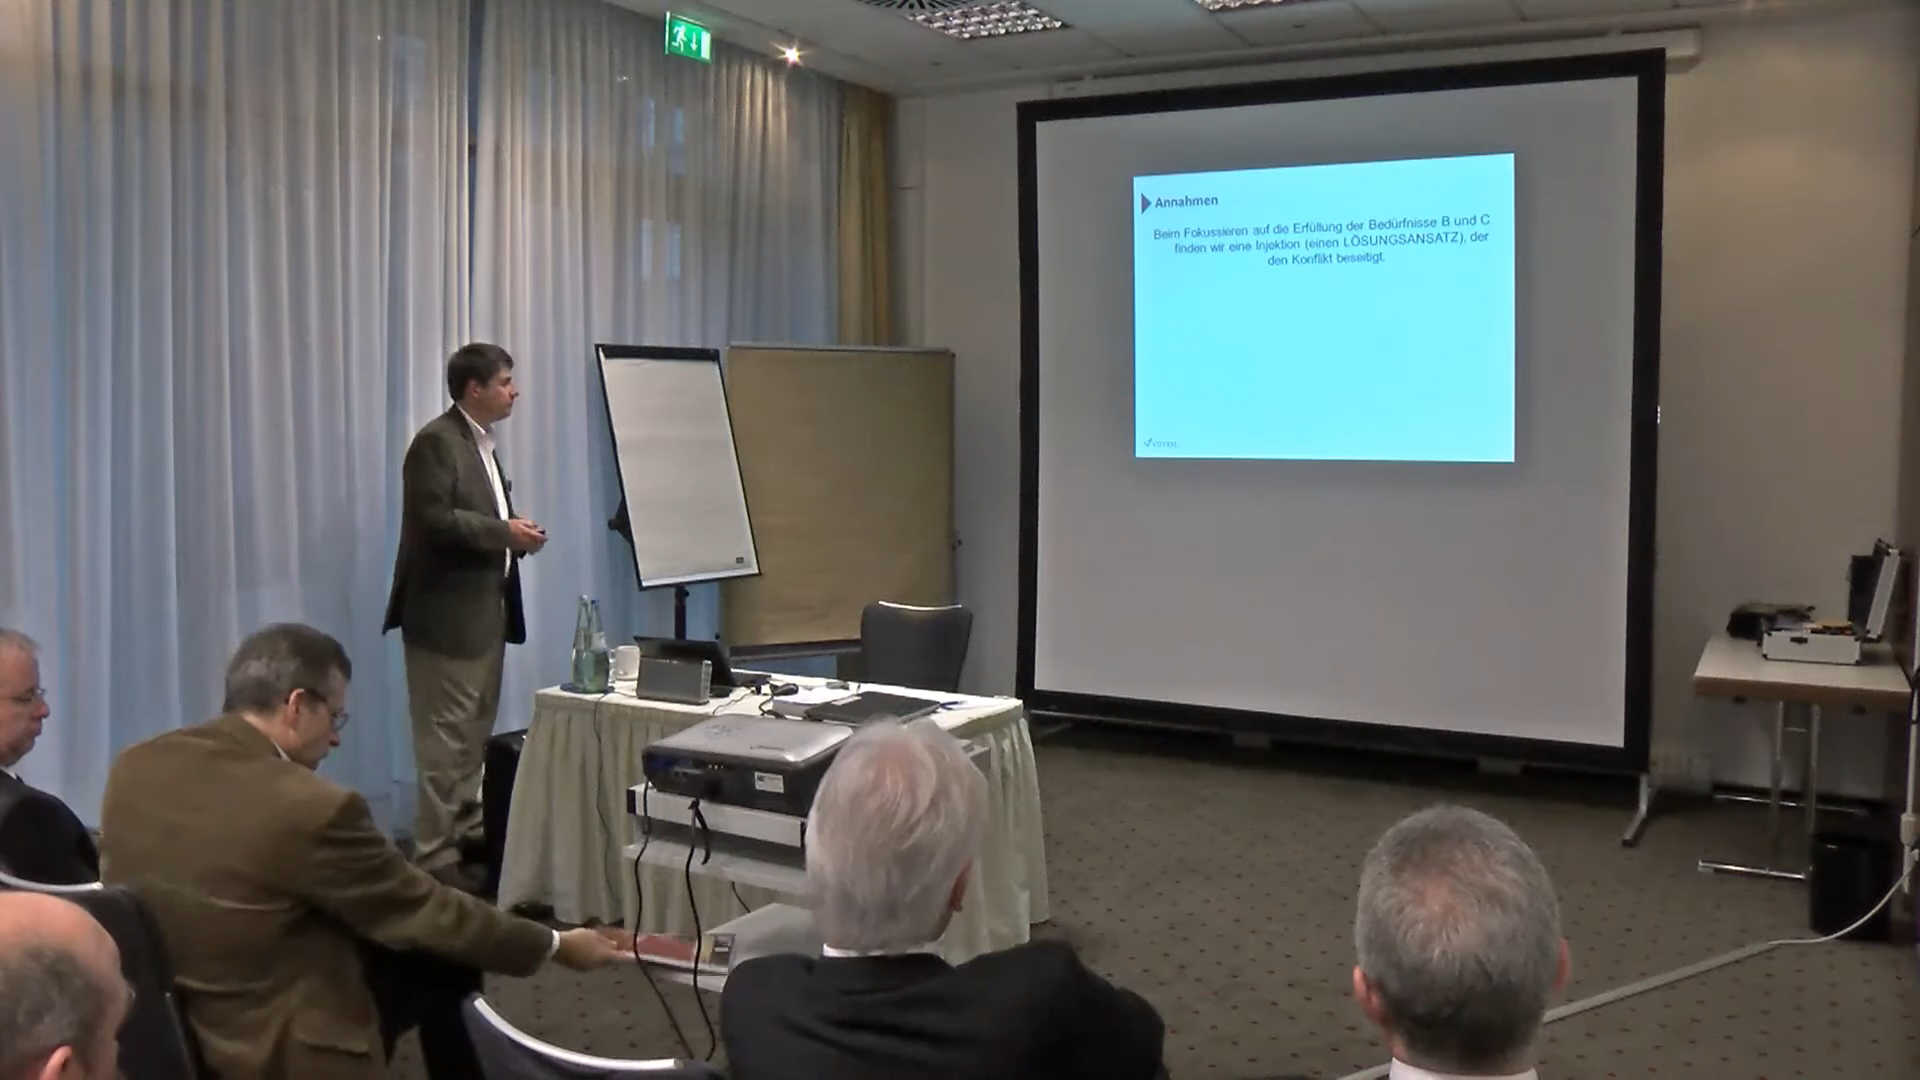 Annahmen
Beim Fokussieren auf die Erfüllung der Bedürfnisse B und C
finden wir eine Injektion (einen LÖSUNGSANSATZ), der
den Konflikt beseitigt.